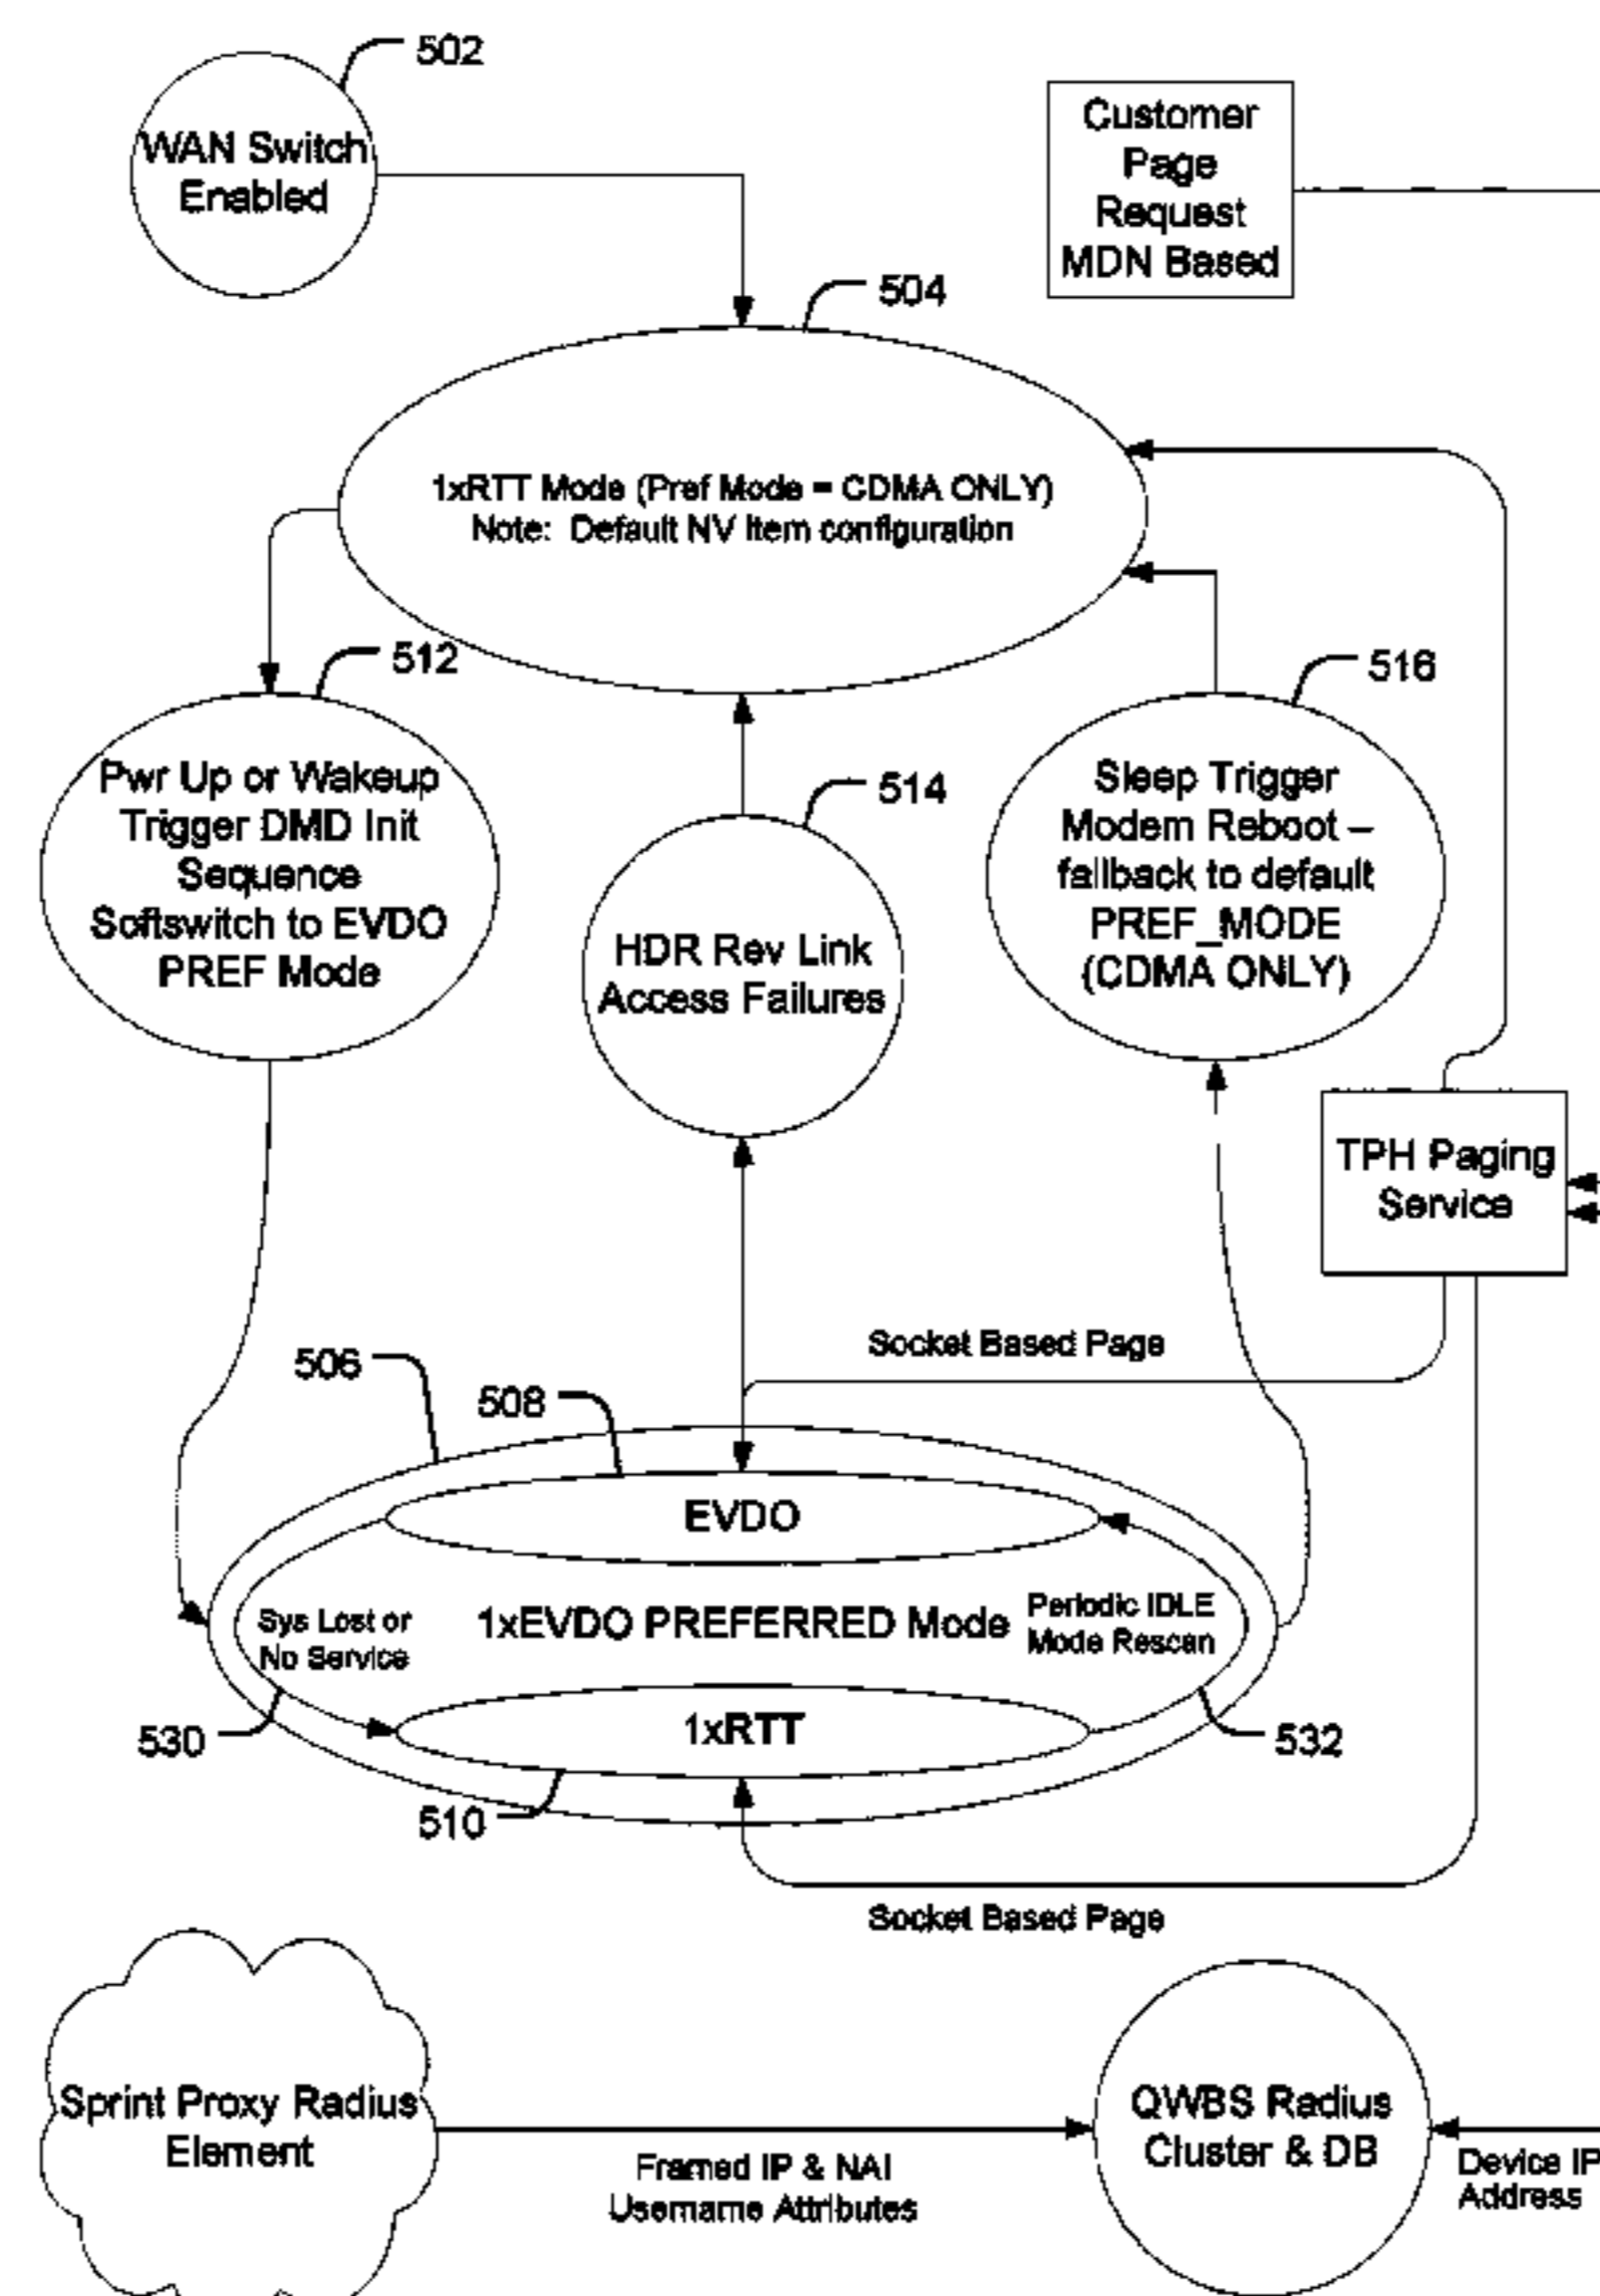 502
WAN Switch
Enabled
Customer
Page
Request
MDN Based
504
1xRTT Mode (Pref Mode = CDMA ONLY)
Note: Default NV item configuration
512
516
Pwr Up or Wakeup
Trigger DMD Init
Sequence
Softswitch to EVDO
PREF Mode
514
HDR Rev Link
Access Failures
Sleep Trigger
Modem Reboot –
fallback to default
PREF_MODE
(CDMA ONLY)
TPH Paging
Service
Socket Based Page
506
508
EVDO
Sys Lost or
No Service
1xEVDO PREFERRED Mode
Periodic IDLE
Mode Rescan
1xRTT
530
532
510
Socket Based Page
Sprint Proxy Radius
Element
Framed IP & NAI
Username Attributes
QWBS Radius
Cluster & DB
Device IP
Address